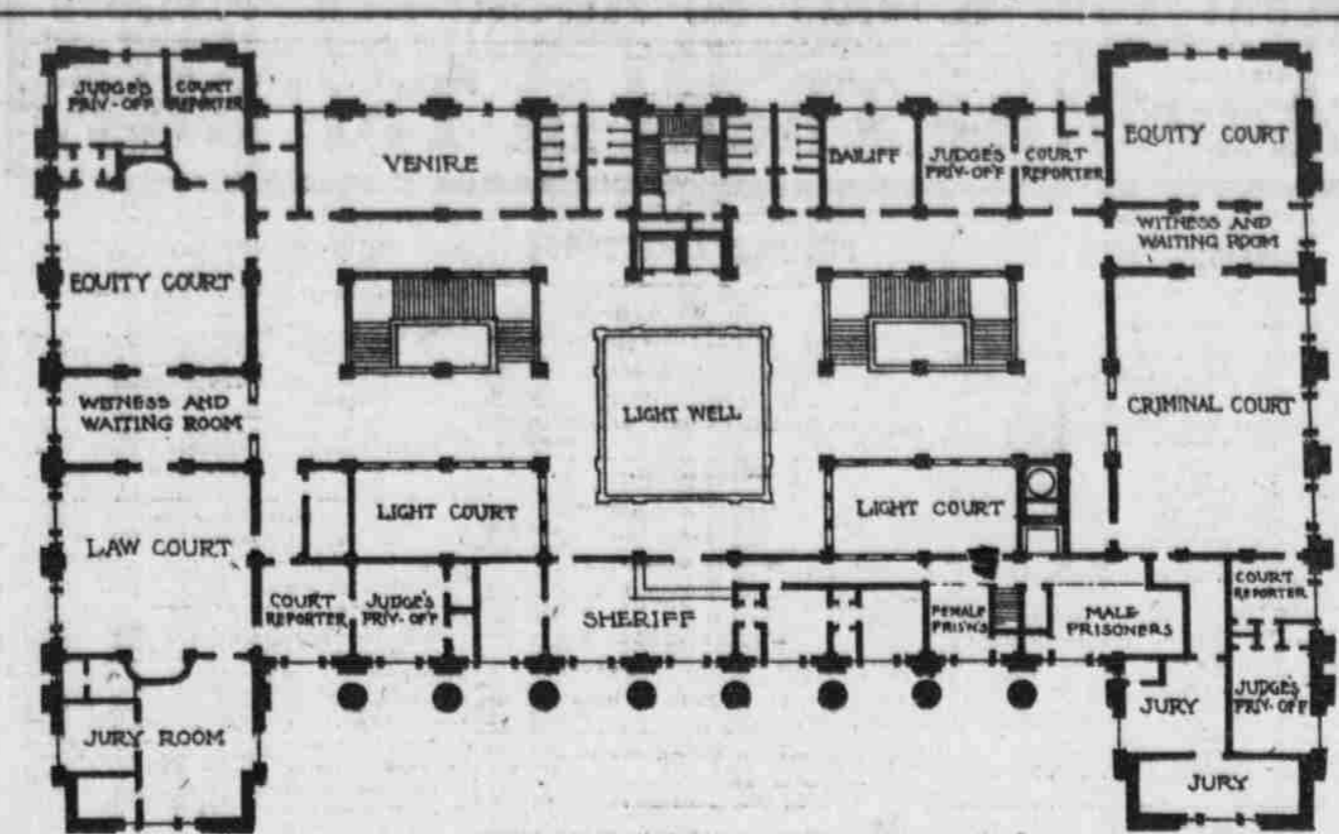 JUDGE'S
PRIV-OFF
COURT
REPORTER
VENIRE
BAILIFF
JUDGE'S
PRIV-OFF
COURT
REPORTER
EQUITY COURT
WITNESS AND
WAITING ROOM
EQUITY COURT
WITNESS AND
WAITING ROOM
LIGHT WELL
CRIMINAL COURT
LAW COURT
LIGHT COURT
LIGHT COURT
COURT
REPORTER
JUDGE'S
PRIV-OFF
SHERIFF
FEMALE
PRIS'NS
MALE
PRISONERS
COURT
REPORTER
JURY ROOM
JURY
JUDGE'S
PRIV-OFF
JURY